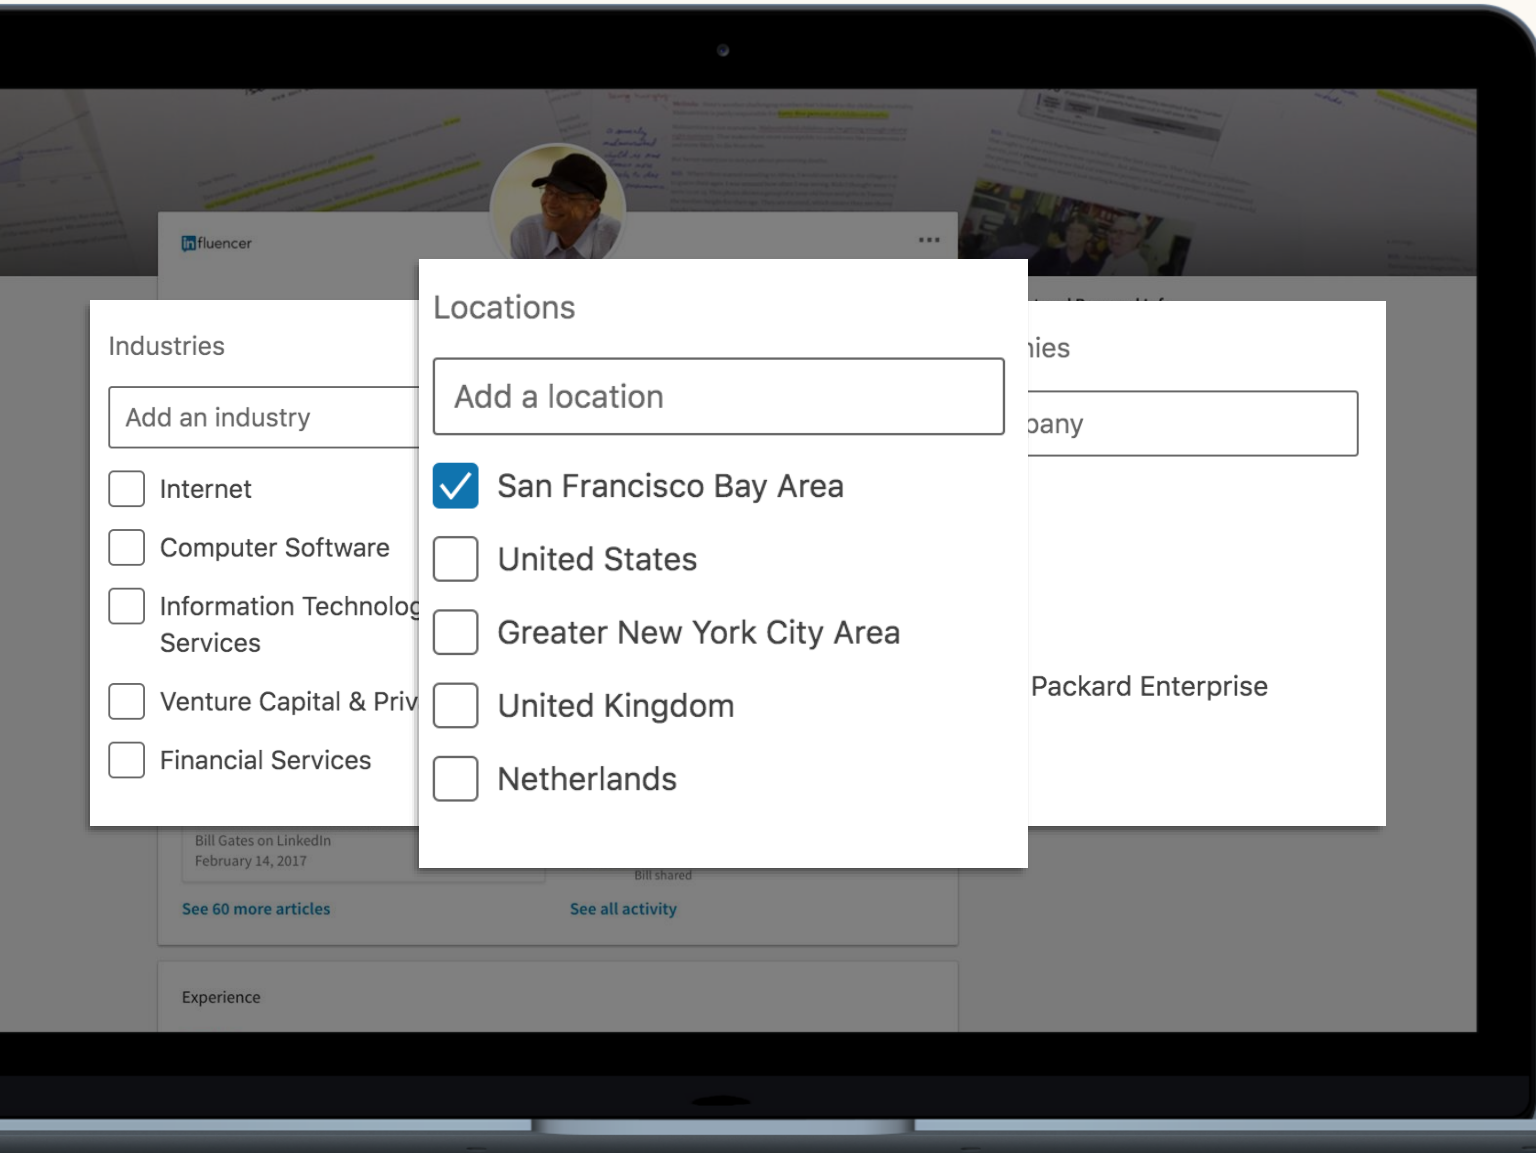 influencer
Industries
Add an industry
Internet
Computer Software
Information Technolog
Services
Venture Capital & Priv
Financial Services
Locations
Add a location
San Francisco Bay Area
United States
Greater New York City Area
United Kingdom
Netherlands
nies
pany
Packard Enterprise
Bill Gates on LinkedIn
February 14, 2017
Bill shared
See 60 more articles
See all activity
Experience